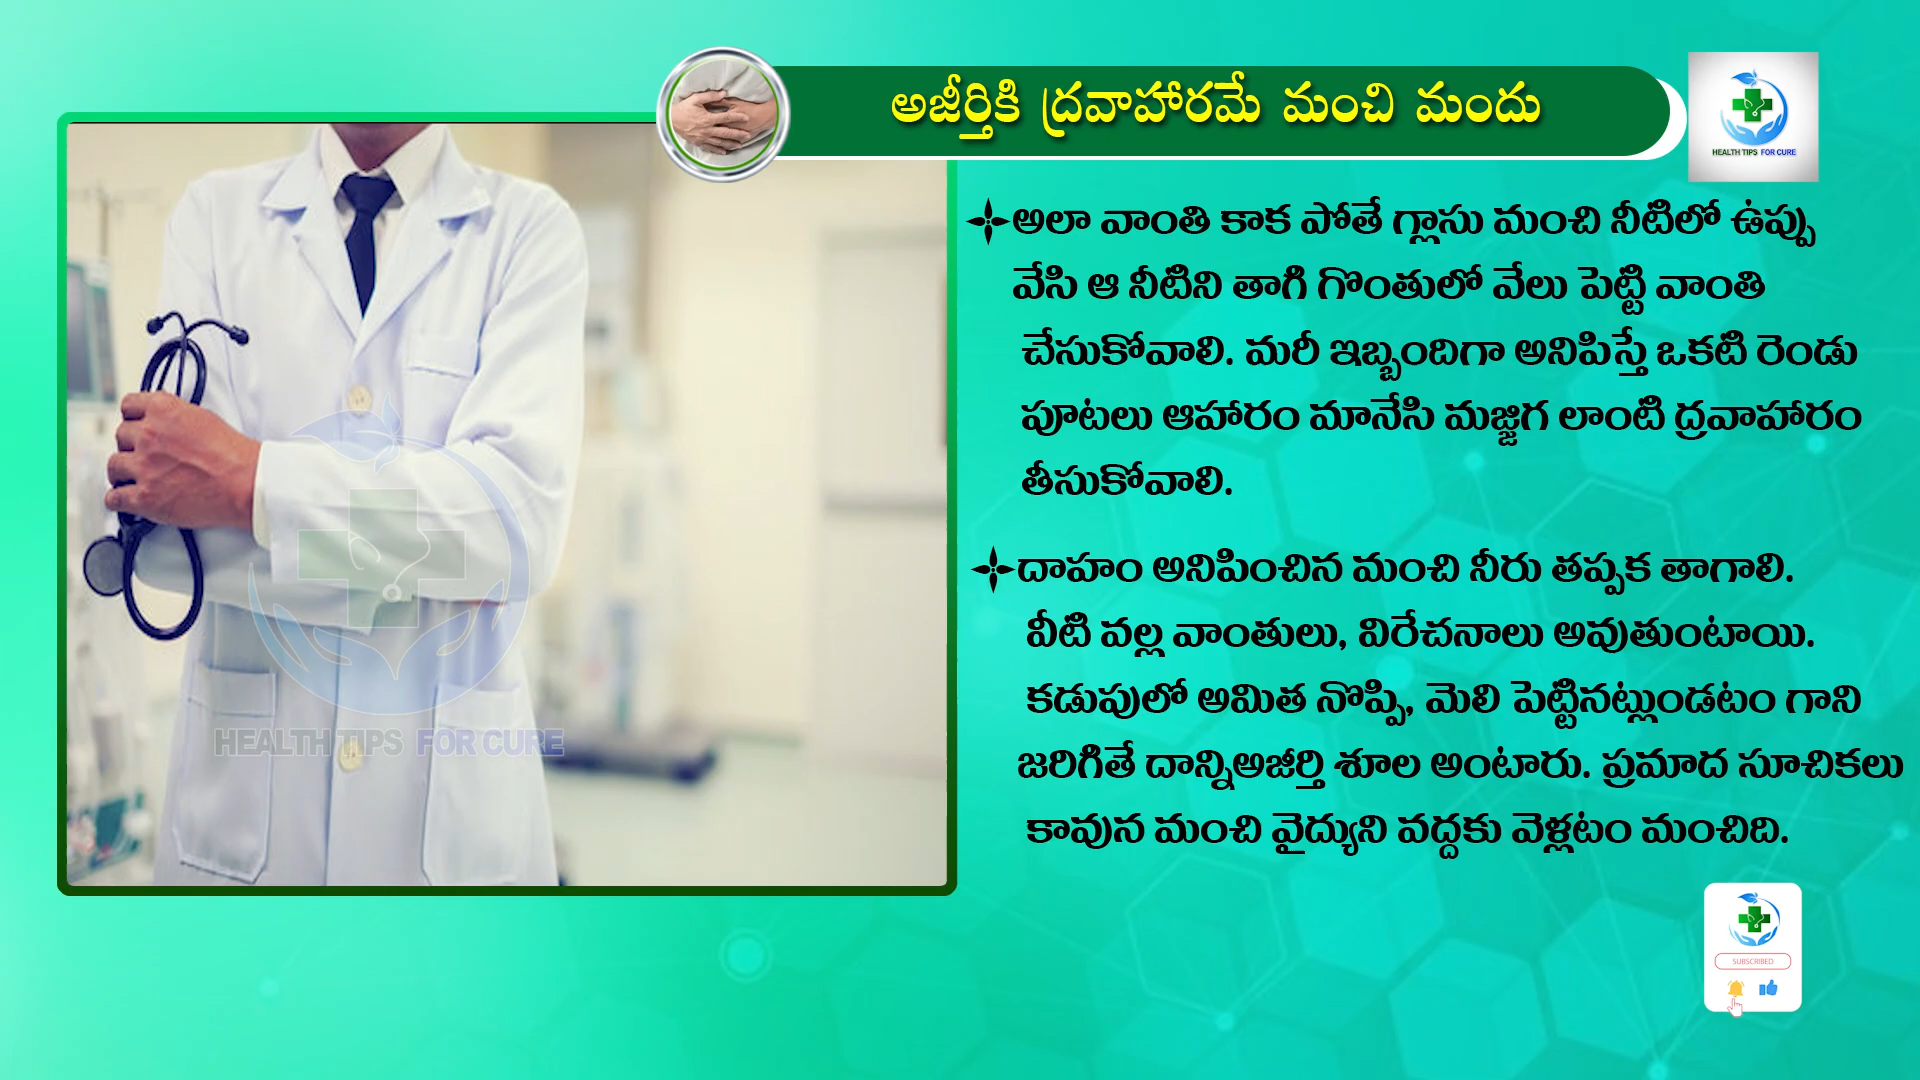 అజీర్తికి ద్రవాహారమే మంచి మందు
HEALTH TIPS FOR CURE
అలా వాంతి కాక పోతే గ్లాసు మంచి నీటిలో ఉప్పు
వేసి ఆ నీటిని తాగి గొంతులో వేలు పెట్టి వాంతి
చేసుకోవాలి. మరీ ఇబ్బందిగా అనిపిస్తే ఒకటి రెండు
పూటలు ఆహారం మానేసి మజ్జిగ లాంటి ద్రవాహారం
తీసుకోవాలి.
దాహం అనిపించిన మంచి నీరు తప్పక తాగాలి.
వీటి వల్ల వాంతులు, విరేచనాలు అవుతుంటాయి.
కడుపులో అమిత నొప్పి, మెలి పెట్టినట్లుండటం గాని
జరిగితే దాన్నిఅజీర్తి శూల అంటారు. ప్రమాద సూచికలు
కావున మంచి వైద్యుని వద్దకు వెళ్లటం మంచిది.
HEALTH TIPS FOR CURE
SUBSCRIBED